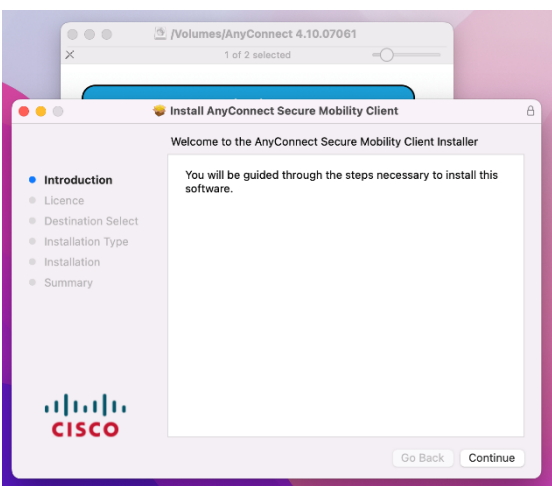 /Volumes/AnyConnect 4.10.07061
1 of 2 selected
Install AnyConnect Secure Mobility Client
Welcome to the AnyConnect Secure Mobility Client Installer
Introduction
Licence
Destination Select
Installation Type
Installation
Summary
You will be guided through the steps necessary to install this
software.
CISCO
Go Back
Continue